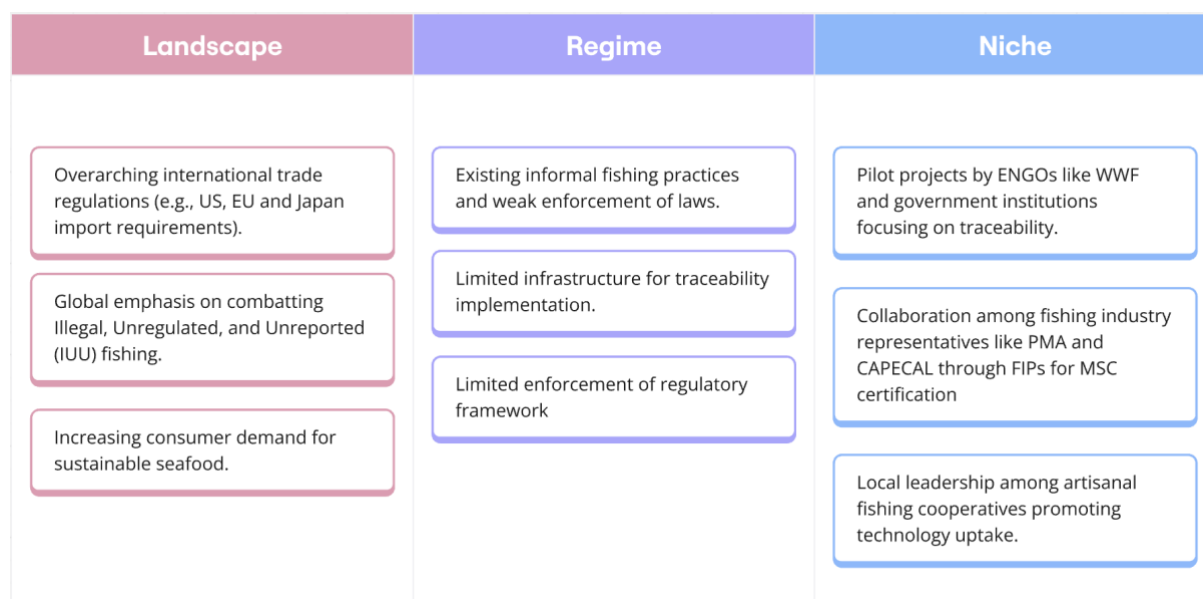 Landscape
Regime
Niche
Overarching international trade
regulations (e.g., US, EU and Japan
import requirements).
Global emphasis on combatting
Illegal, Unregulated, and Unreported
(IUU) fishing.
Increasing consumer demand for
sustainable seafood.
Existing informal fishing practices
and weak enforcement of laws.
Limited infrastructure for traceability
implementation.
Limited enforcement of regulatory
framework
Pilot projects by ENGOs like WWF
and government institutions
focusing on traceability.
Collaboration among fishing industry
representatives like PMA and
CAPECAL through FIPs for MSC
certification
Local leadership among artisanal
fishing cooperatives promoting
technology uptake.